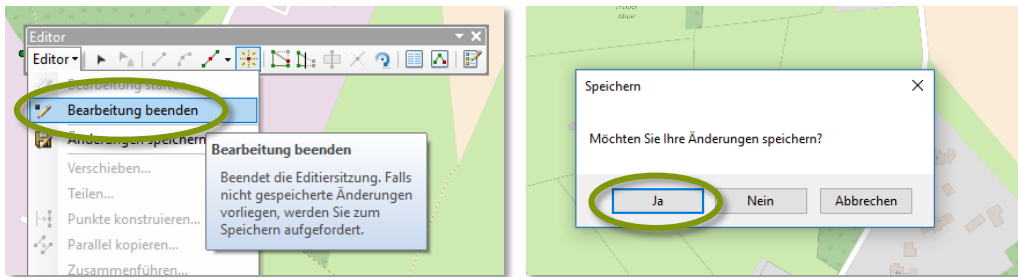 Editor
Editor
Bearbeitung starten
Bearbeitung beenden
Änderungen speichern
Verschieben...
Teilen...
Punkte konstruieren...
Parallel kopieren...
Zusammenführen...
Bearbeitung beenden
Beendet die Editiersitzung. Falls
nicht gespeicherte Änderungen
vorliegen, werden Sie zum
Speichern aufgefordert.
Moor
Speichern
Möchten Sie Ihre Änderungen speichern?
Ja
Nein
Abbrechen